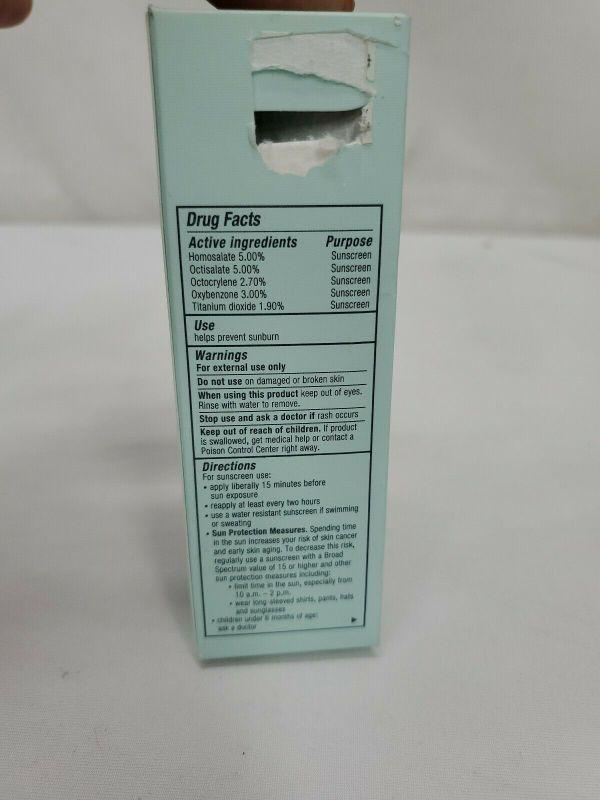 Drug Facts
Active ingredients Purpose
Homosalate 5.00% Sunscreen
Octisalate 5.00% Sunscreen
Octocrylene 2.70% Sunscreen
Oxybenzone 3.00% Sunscreen
Titanium dioxide 1.90% Sunscreen
Use
helps prevent sunburn
Warnings
For external use only
Do not use on damaged or broken skin
When using this product keep out of eyes.
Rinse with water to remove.
Stop use and ask a doctor if rash occurs
Keep out of reach of children. If product
is swallowed, get medical help or contact a
Poison Control Center right away.
Directions
For sunscreen use:
• apply liberally 15 minutes before
sun exposure
• reapply at least every two hours
• use a water resistant sunscreen if swimming
or sweating
• Sun Protection Measures. Spending time
in the sun increases your risk of skin cancer
and early skin aging. To decrease this risk,
regularly use a sunscreen with a Broad
Spectrum value of 15 or higher and other
sun protection measures including:
• limit time in the sun, especially from
10 a.m. – 2 p.m.
• wear long-sleeved shirts, pants, hats
and sunglasses
• children under 6 months of age:
ask a doctor